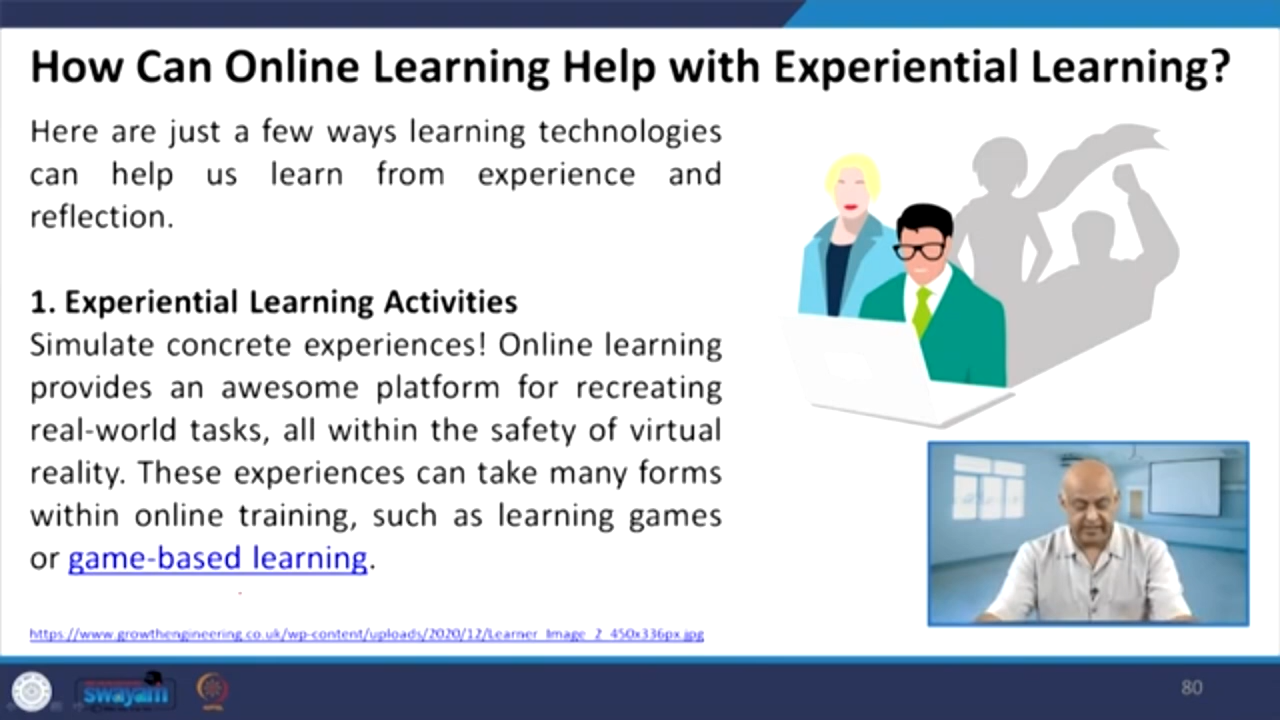 How Can Online Learning Help with Experiential Learning?
Here are just a few ways learning technologies
can help us learn from experience and
reflection.
1. Experiential Learning Activities
Simulate concrete experiences! Online learning
provides an awesome platform for recreating
real-world tasks, all within the safety of virtual
reality. These experiences can take many forms
within online training, such as learning games
or game-based learning.
https://www.growthengineering.co.uk/wp-content/uploads/2020/12/Learner_Image_2_450x336px.jpg
swayam
80